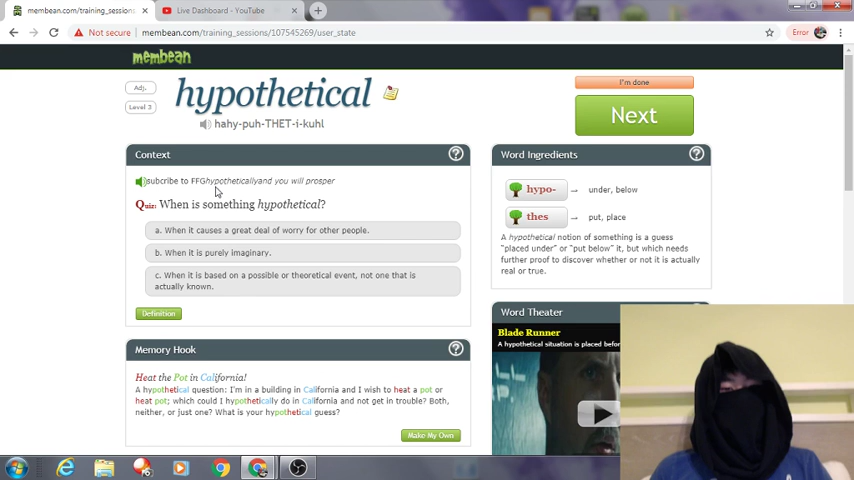 membean.com/training_sessions
Live Dashboard - YouTube
Not secure
membean.com/training_sessions/107545269/user_state
Error
membean
Adj.
Level 3
hypothetical
hahy-puh-THET-i-kuhl
I'm done
Next
Context
subcribe to FFGhypotheticallyand you will prosper
Quiz: When is something hypothetical?
a. When it causes a great deal of worry for other people.
b. When it is purely imaginary.
c. When it is based on a possible or theoretical event, not one that is
actually known.
Definition
Memory Hook
Heat the Pot in California!
A hypothetical question: I'm in a building in California and I wish to heat a pot or
heat pot; which could I hypothetically do in California and not get in trouble? Both,
neither, or just one? What is your hypothetical guess?
Make My Own
Word Ingredients
hypo- → under, below
thes → put, place
A hypothetical notion of something is a guess
"placed under" or "put below" it, but which needs
further proof to discover whether or not it is actually
real or true.
Word Theater
Blade Runner
A hypothetical situation is placed befor